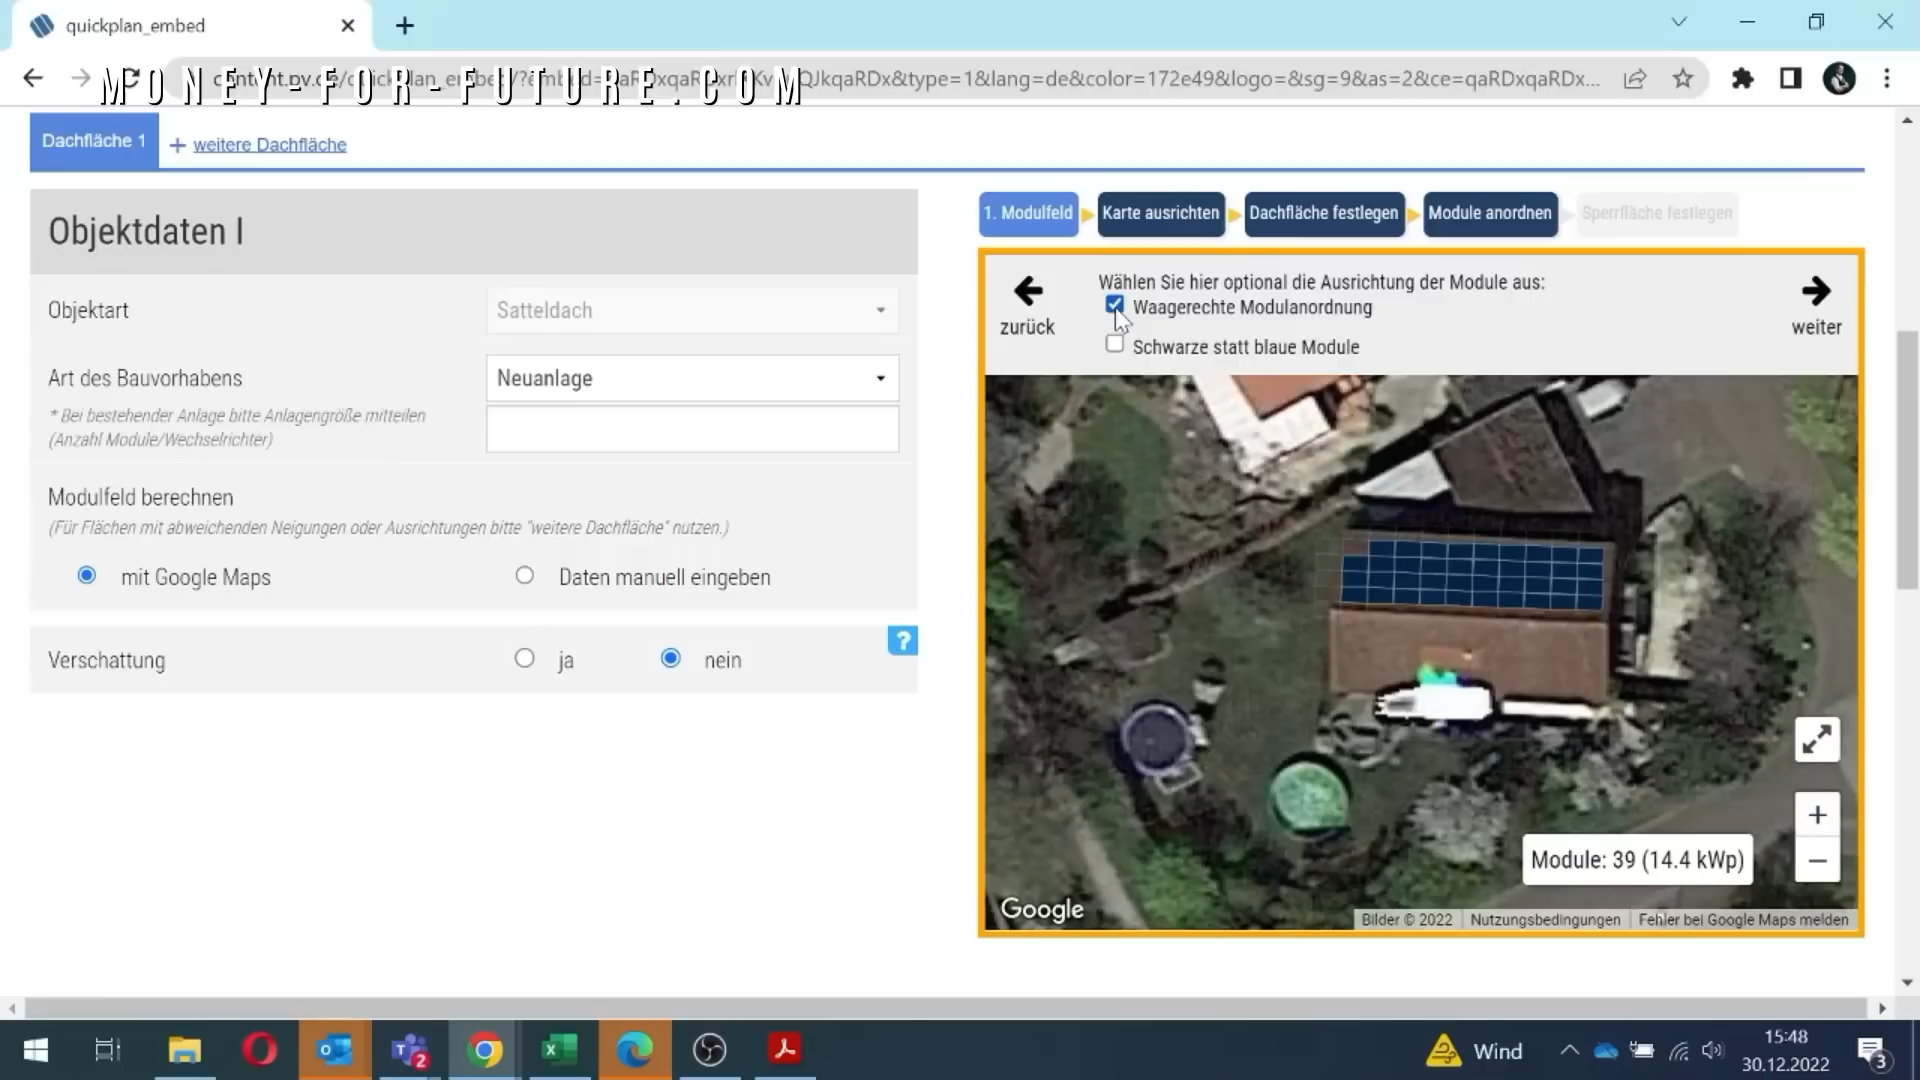 quickplan_embed
MONEY-FOR-FUTURE.COM
&type=1&lang=de&color=172e49&logo=&sg=9&as=2&ce=qaRDxqaRDx...
Dachfläche 1
+ weitere Dachfläche
Objektdaten I
Objektart
Satteldach
Art des Bauvorhabens
Neuanlage
* Bei bestehender Anlage bitte Anlagengröße mitteilen
(Anzahl Module/Wechselrichter)
Modulfeld berechnen
(Für Flächen mit abweichenden Neigungen oder Ausrichtungen bitte "weitere Dachfläche" nutzen.)
mit Google Maps
Daten manuell eingeben
Verschattung
ja
nein
?
1. Modulfeld
Karte ausrichten
Dachfläche festlegen
Module anordnen
Sperrfläche festlegen
zurück
Wählen Sie hier optional die Ausrichtung der Module aus:
Waagerechte Modulanordnung
Schwarze statt blaue Module
weiter
Module: 39 (14.4 kWp)
Google
Bilder © 2022
Nutzungsbedingungen
Fehler bei Google Maps melden
2
Wind
15:48
30.12.2022
3